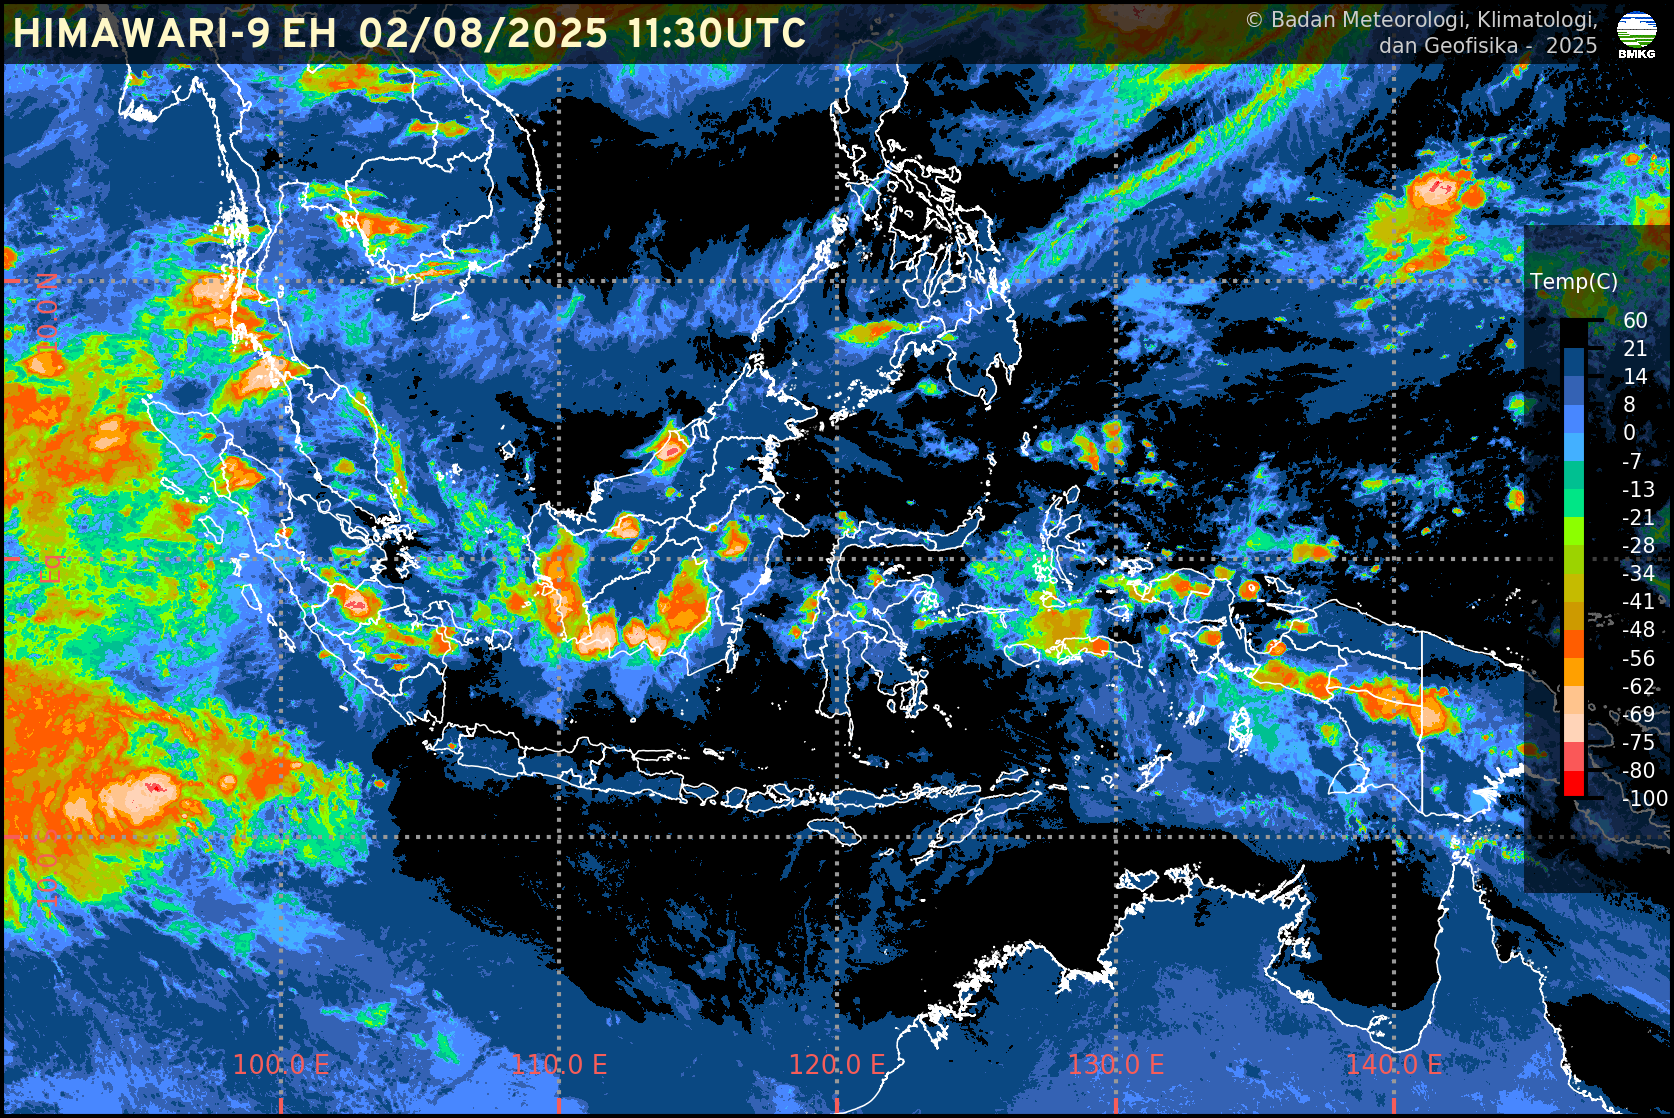 HIMAWARI-9 EH 02/08/2025 11:30UTC
© Badan Meteorologi, Klimatologi,
dan Geofisika - 2025
BMKG
Temp(C)
60
21
14
8
0
-7
-13
-21
-28
-34
-41
-48
-56
-62
-69
-75
-80
-100
10.0 N
Eq
10.0 S
100.0 E
110.0 E
120.0 E
130.0 E
140.0 E